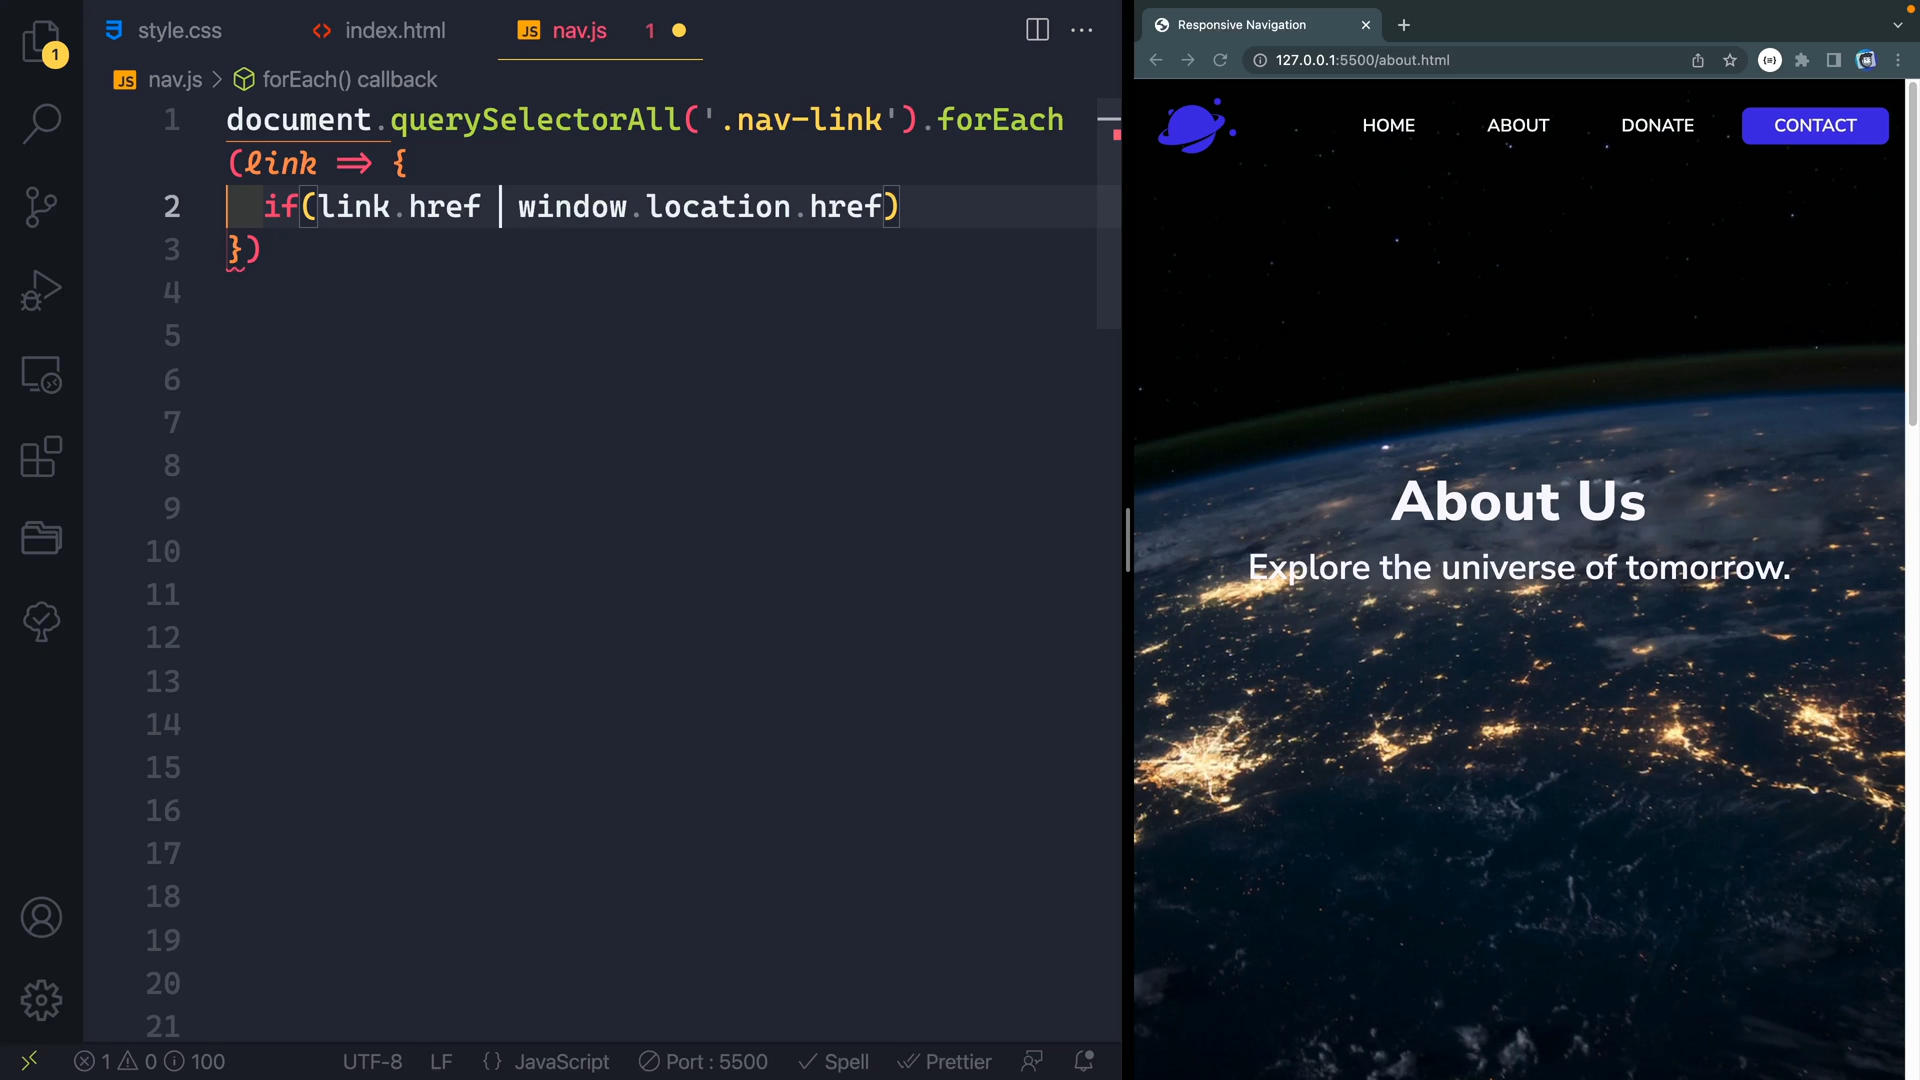 style.css
index.html
nav.js 1
nav.js > forEach() callback
1 document.querySelectorAll('.nav-link').forEach
(link => {
2 if(link.href window.location.href)
3 })
4
5
6
7
8
9
10
11
12
13
14
15
16
17
18
19
20
21
1
1 0 100
UTF-8
LF
{ } JavaScript
Port : 5500
Spell
Prettier
Responsive Navigation
127.0.0.1:5500/about.html
HOME
ABOUT
DONATE
CONTACT
About Us
Explore the universe of tomorrow.